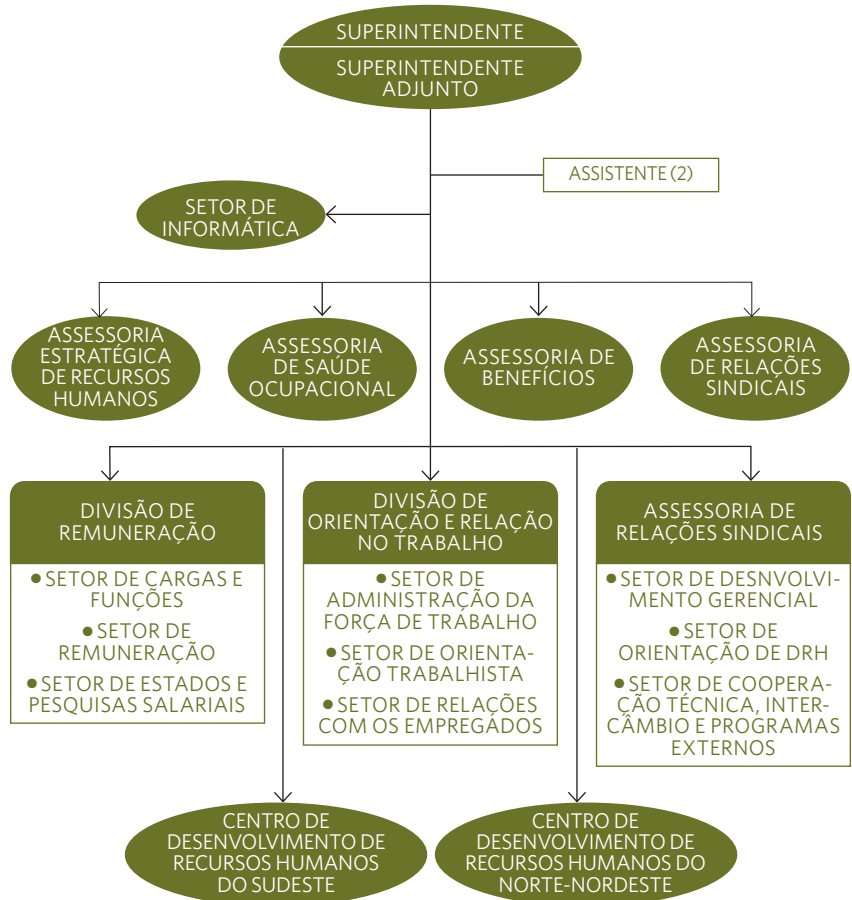 SUPERINTENDENTE
SUPERINTENDENTE
ADJUNTO
ASSISTENTE (2)
SETOR DE
INFORMÁTICA
ASSESSORIA
ESTRATÉGICA
DE RECURSOS
HUMANOS
ASSESSORIA
DE SAÚDE
OCUPACIONAL
ASSESSORIA DE
BENEFÍCIOS
ASSESSORIA
DE RELAÇÕES
SINDICAIS
DIVISÃO DE
REMUNERAÇÃO
• SETOR DE CARGAS E
FUNÇÕES
• SETOR DE
REMUNERAÇÃO
• SETOR DE ESTADOS E
PESQUISAS SALARIAIS
DIVISÃO DE
ORIENTAÇÃO E RELAÇÃO
NO TRABALHO
• SETOR DE
ADMINISTRAÇÃO DA
FORÇA DE TRABALHO
• SETOR DE ORIENTA-
ÇÃO TRABALHISTA
• SETOR DE RELAÇÕES
COM OS EMPREGÁDOS
ASSESSORIA DE
RELAÇÕES SINDICAIS
• SETOR DE DESNVOLVI-
MENTO GERENCIAL
• SETOR DE
ORIENTAÇÃO DE DRH
• SETOR DE COOPERA-
ÇÃO TÉCNICA, INTER-
CÂMBIO E PROGRAMAS
EXTERNOS
CENTRO DE
DESENVOLVIMENTO DE
RECURSOS HUMANOS
DO SUDESTE
CENTRO DE
DESENVOLVIMENTO DE
RECURSOS HUMANOS DO
NORTE-NORDESTE